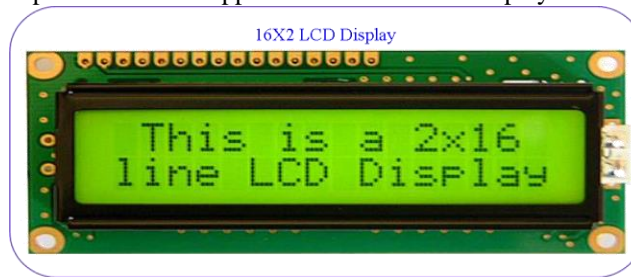 16X2 LCD Display
This is a 2x16
line LCD Display